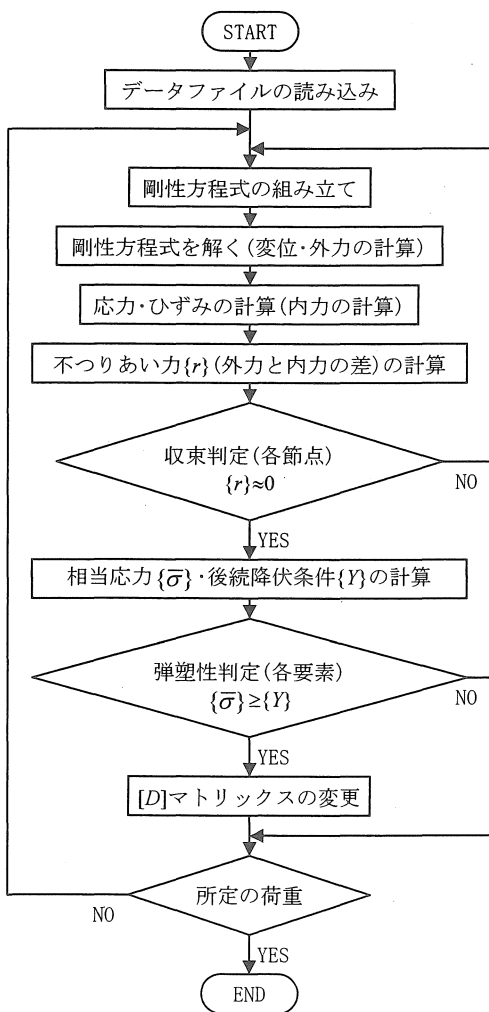 START
データファイルの読み込み
剛性方程式の組み立て
剛性方程式を解く(変位・外力の計算)
応力・ひずみの計算(内力の計算)
不つりあい力{r}(外力と内力の差)の計算
収束判定(各節点)
{r}≈0
NO
YES
相当応力{σ̅}・後続降伏条件{Y}の計算
弾塑性判定(各要素)
{σ̅}≥{Y}
NO
YES
[D]マトリックスの変更
所定の荷重
NO
YES
END